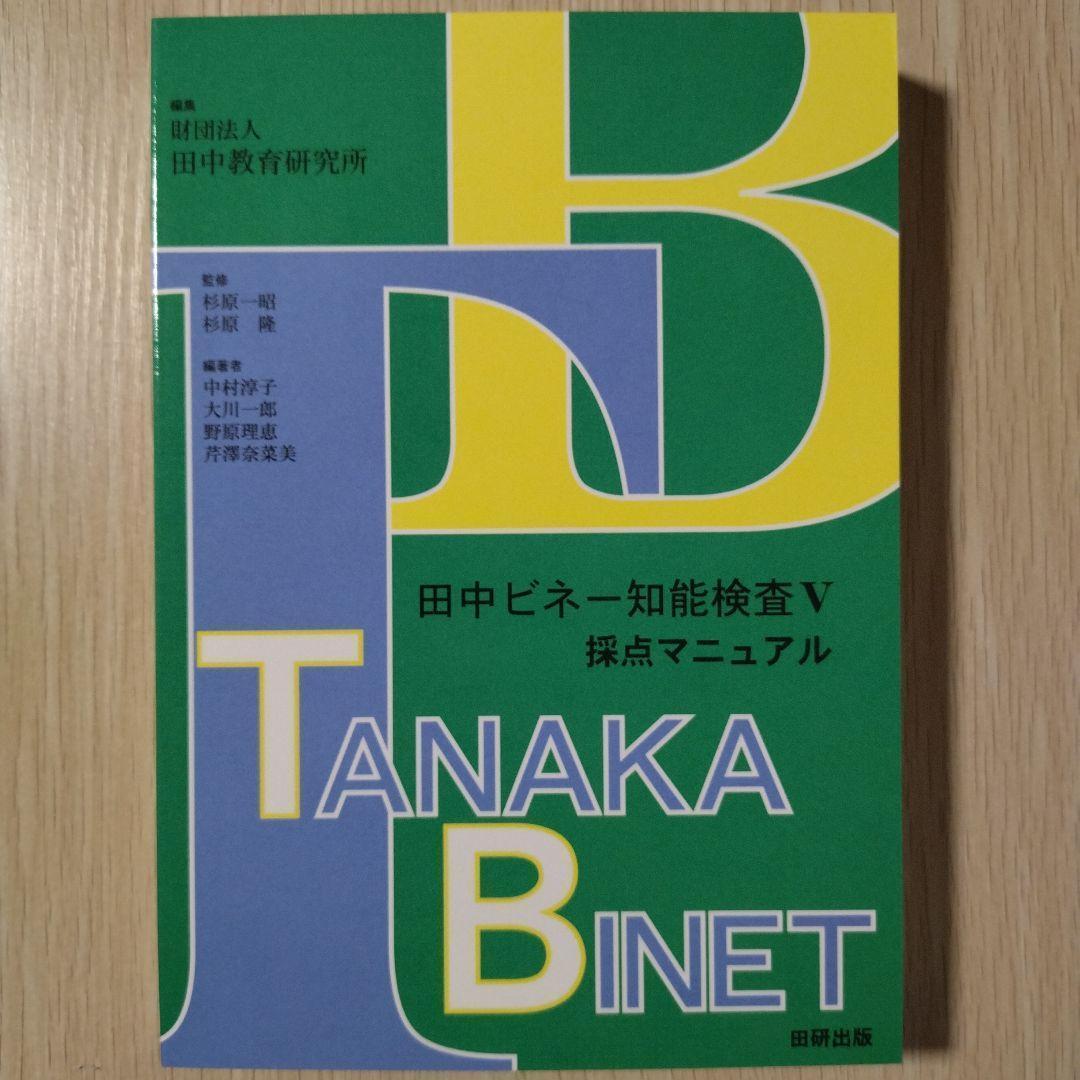 編集
財団法人
田中教育研究所
監修
杉原一昭
杉原 隆
編著者
中村淳子
大川一郎
野原理恵
芹澤奈菜美
TB
田中ビネー知能検査V
採点マニュアル
TANAKA
BINET
田研出版